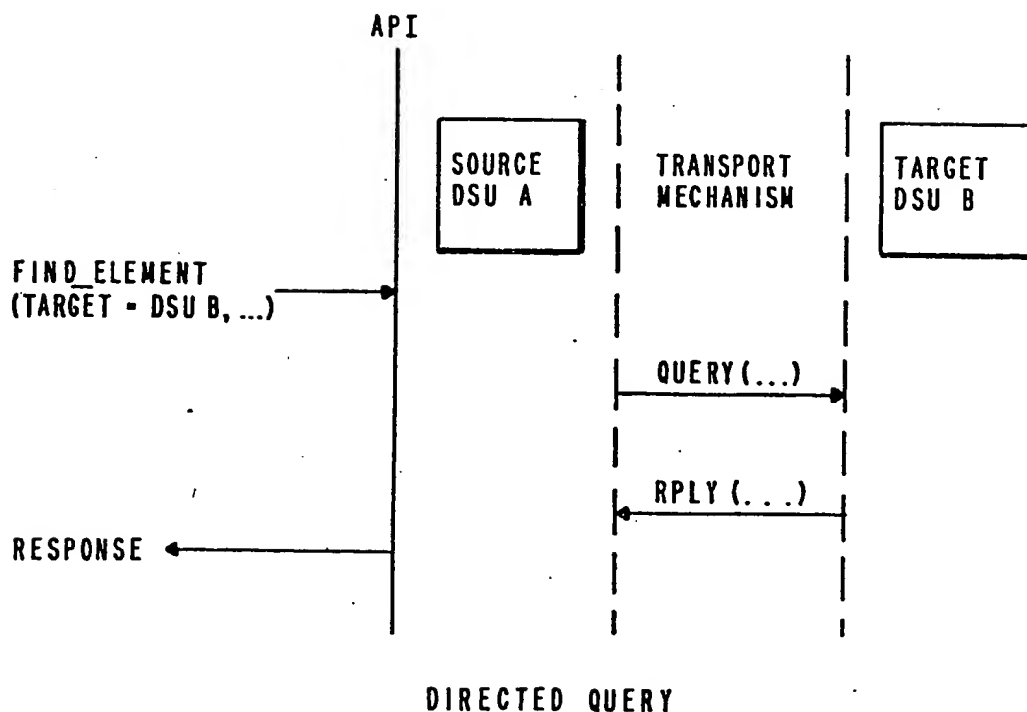 API
SOURCE
DSU A
TRANSPORT
MECHANISM
TARGET
DSU B
FIND_ELEMENT
(TARGET = DSU B, ...)
QUERY(...)
RPLY (...)
RESPONSE
DIRECTED QUERY